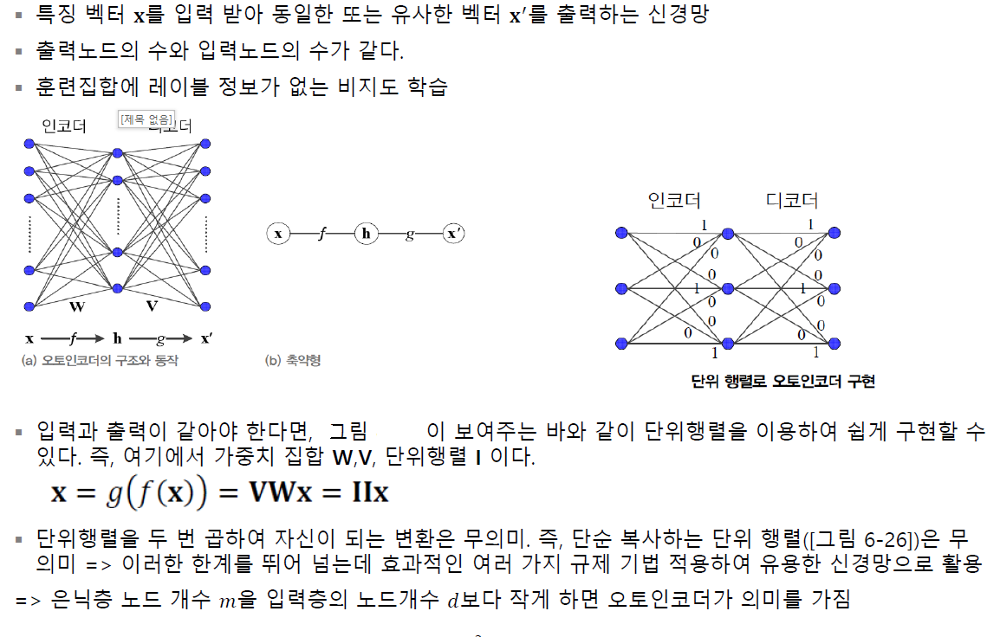 ▪ 특징 벡터 x를 입력 받아 동일한 또는 유사한 벡터 x′를 출력하는 신경망
▪ 출력노드의 수와 입력노드의 수가 같다.
▪ 훈련집합에 레이블 정보가 없는 비지도 학습
인코더 [제목 없음] 코더
W V
x f h g x′
(a) 오토인코더의 구조와 동작
x f h g x′
(b) 축약형
인코더 디코더
1 1
0 0
0 0
0 0
1 1
0 0
0 0
0 0
1 1
단위 행렬로 오토인코더 구현
▪ 입력과 출력이 같아야 한다면, 그림 이 보여주는 바와 같이 단위행렬을 이용하여 쉽게 구현할 수
있다. 즉, 여기에서 가중치 집합 W,V, 단위행렬 I 이다.
x = g(f(x)) = VWx = IIx
▪ 단위행렬을 두 번 곱하여 자신이 되는 변환은 무의미. 즉, 단순 복사하는 단위 행렬([그림 6-26])은 무
의미 => 이러한 한계를 뛰어 넘는데 효과적인 여러 가지 규제 기법 적용하여 유용한 신경망으로 활용
=> 은닉층 노드 개수 m을 입력층의 노드개수 d보다 작게 하면 오토인코더가 의미를 가짐